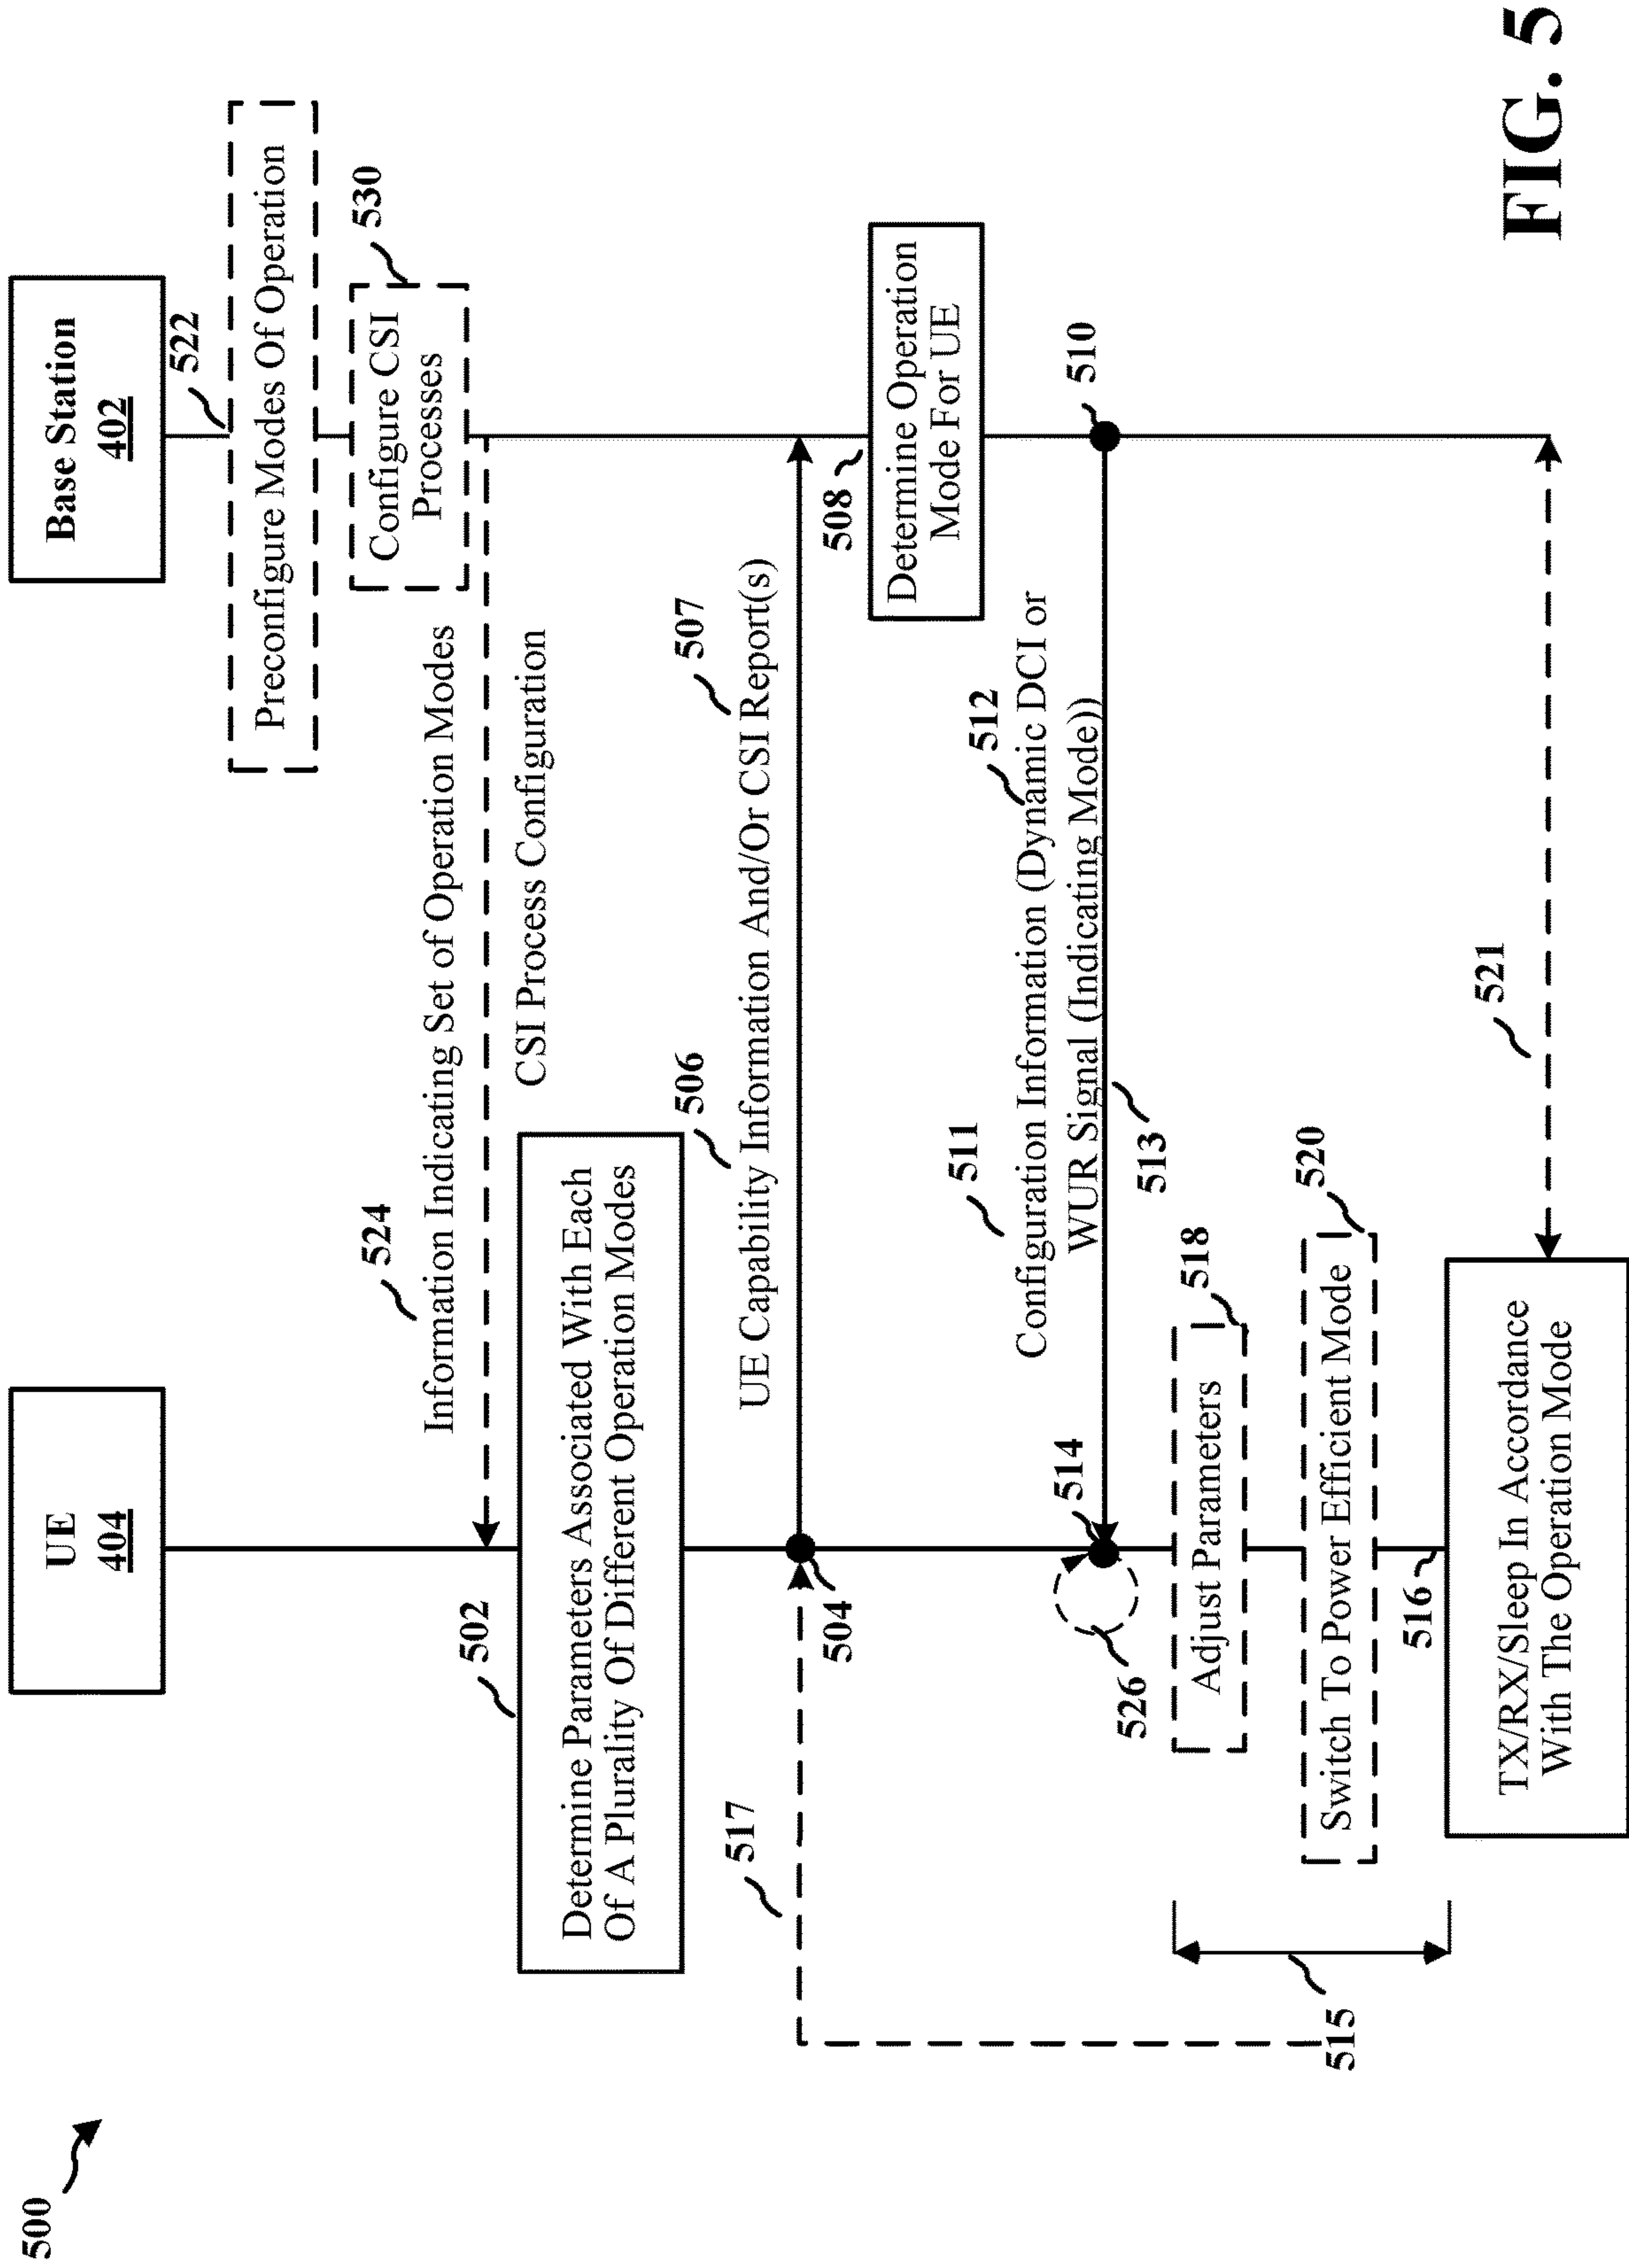 500
UE
404
Base Station
402
522
Preconfigure Modes Of Operation
530
Configure CSI
Processes
524
Information Indicating Set of Operation Modes
CSI Process Configuration
502
Determine Parameters Associated With Each
Of A Plurality Of Different Operation Modes
506
507
UE Capability Information And/Or CSI Report(s)
517
504
508
Determine Operation
Mode For UE
511
512
Configuration Information (Dynamic DCI or
WUR Signal (Indicating Mode))
510
514
513
526
518
Adjust Parameters
520
Switch To Power Efficient Mode
515
516
521
TX/RX/Sleep In Accordance
With The Operation Mode
FIG. 5